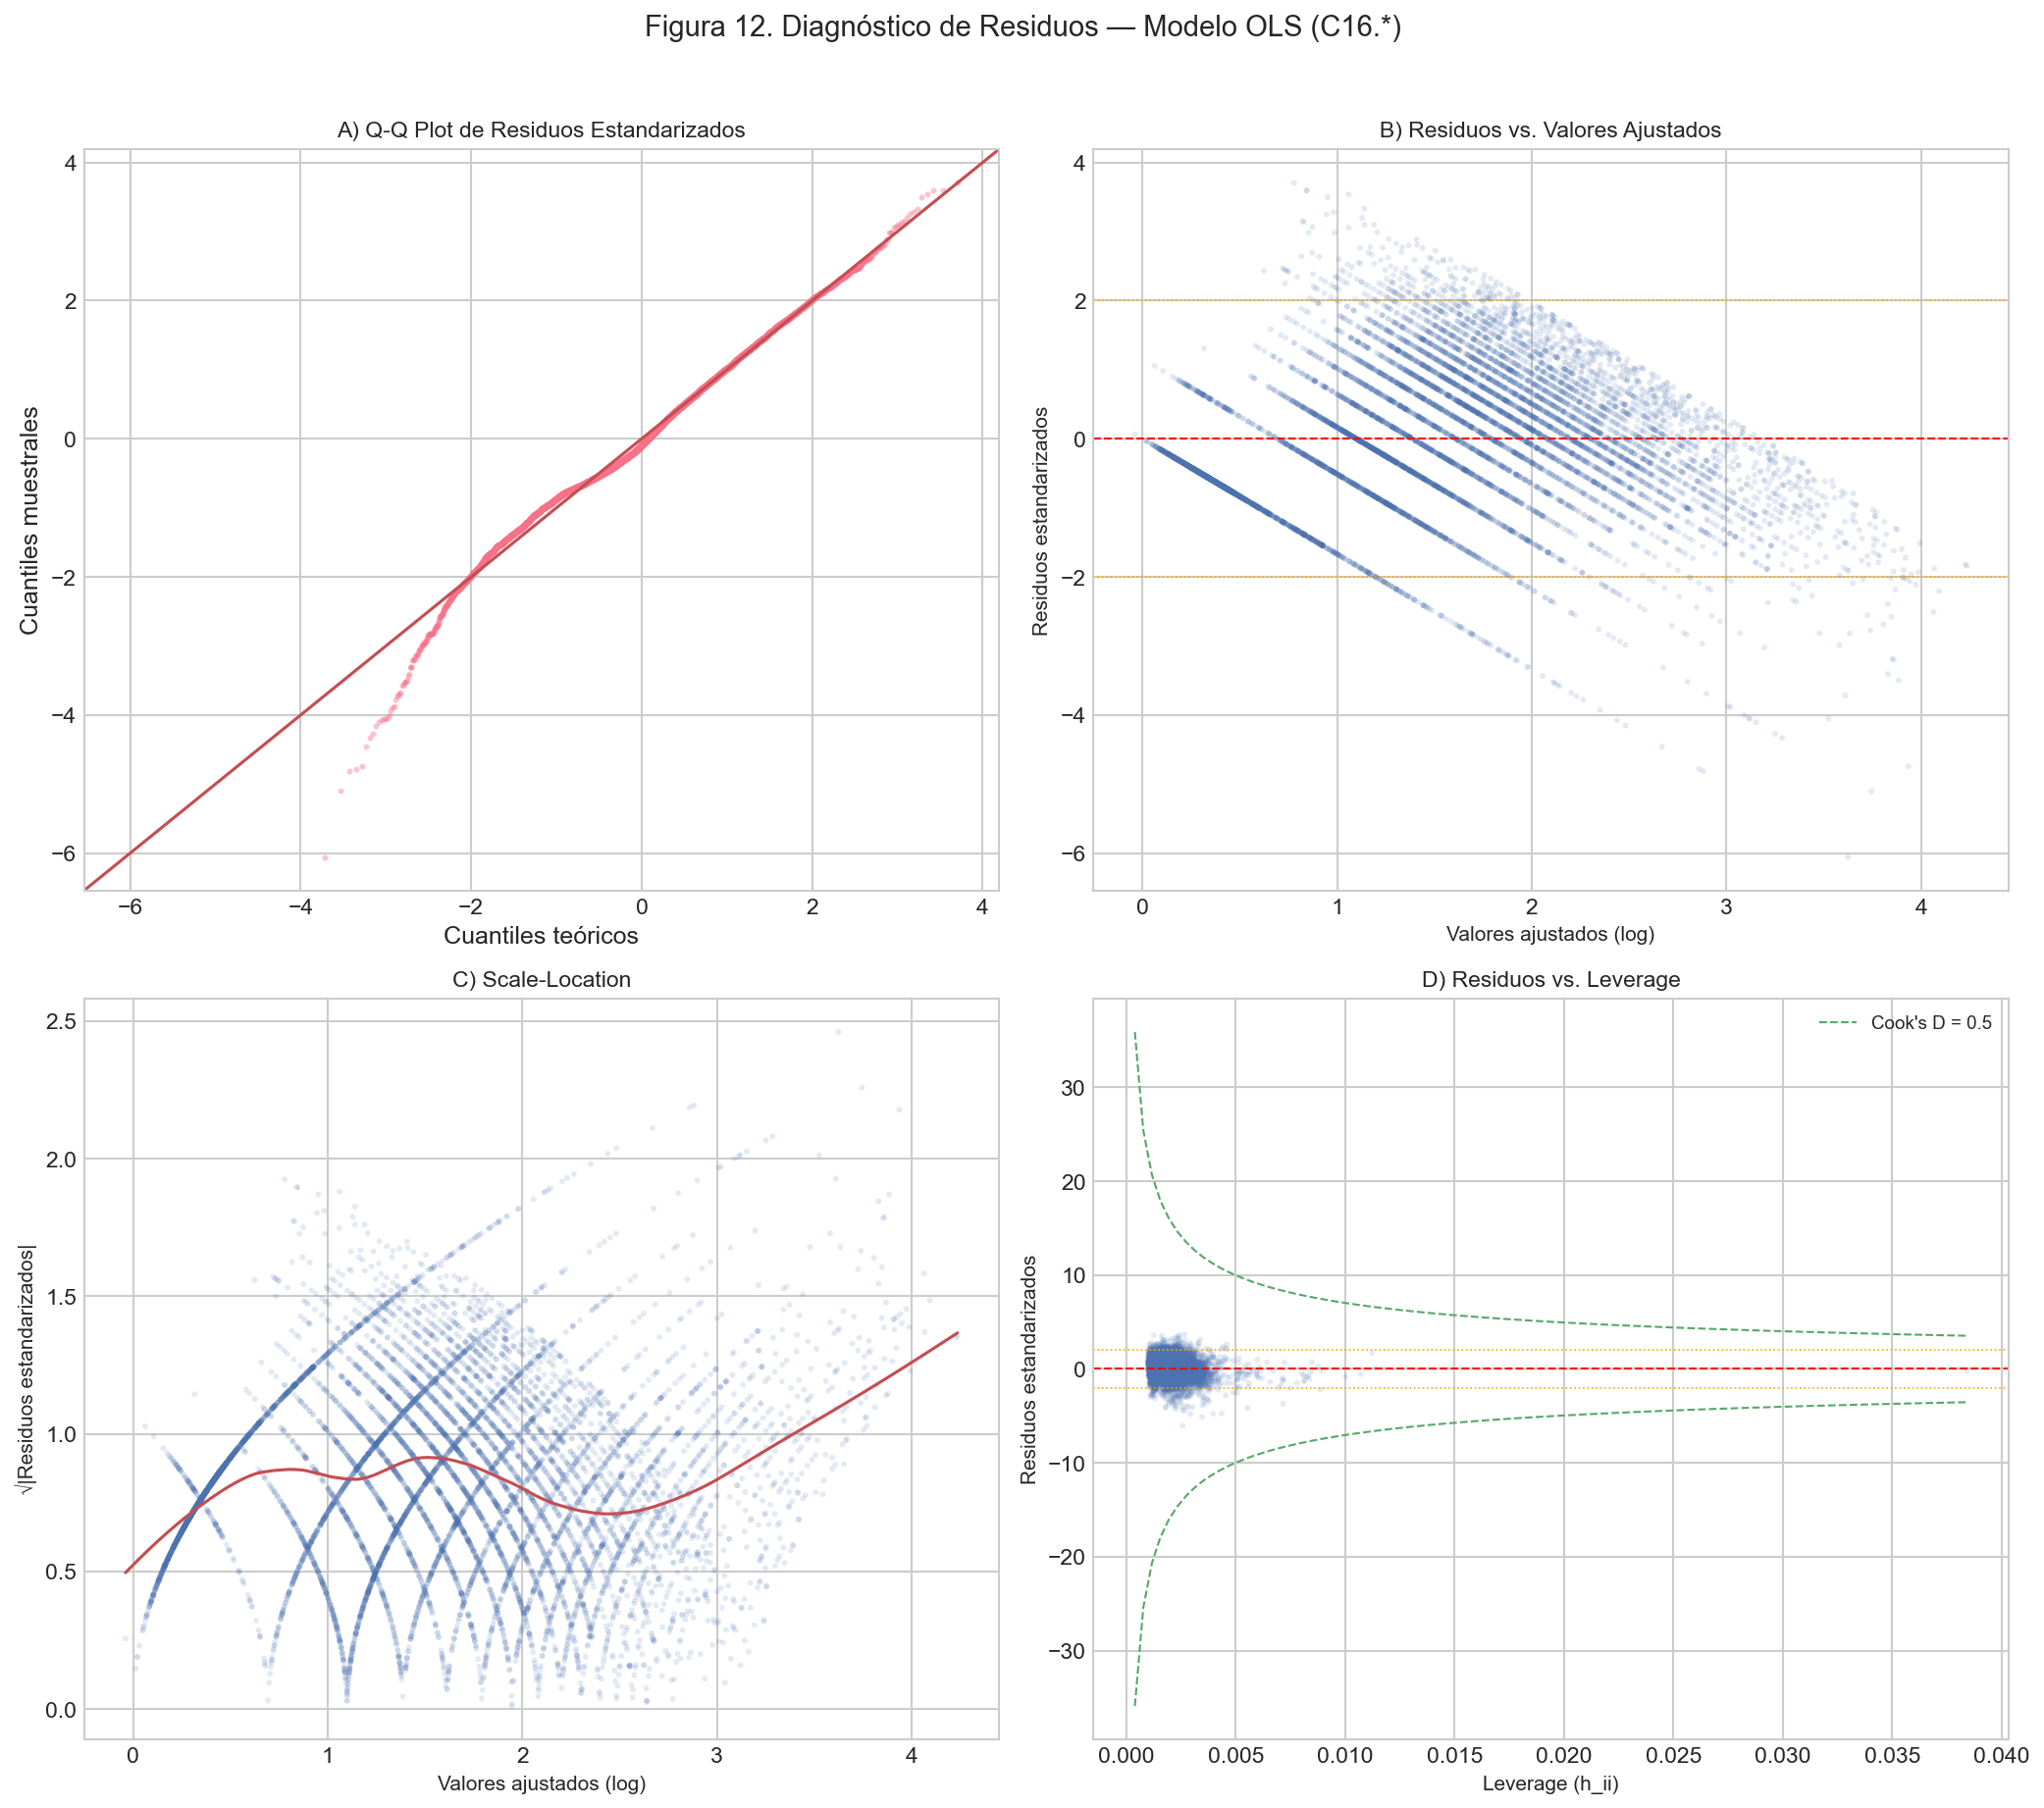 Figura 12. Diagnóstico de Residuos — Modelo OLS (C16.*)
A) Q-Q Plot de Residuos Estandarizados
4
2
0
−2
−4
−6
Cuantiles muestrales
−6 −4 −2 0 2 4
Cuantiles teóricos
B) Residuos vs. Valores Ajustados
4
2
0
−2
−4
−6
Residuos estandarizados
0 1 2 3 4
Valores ajustados (log)
C) Scale-Location
2.5
2.0
1.5
1.0
0.5
0.0
√|Residuos estandarizados|
0 1 2 3 4
Valores ajustados (log)
D) Residuos vs. Leverage
Cook's D = 0.5
30
20
10
0
−10
−20
−30
Residuos estandarizados
0.000 0.005 0.010 0.015 0.020 0.025 0.030 0.035 0.040
Leverage (h_ii)